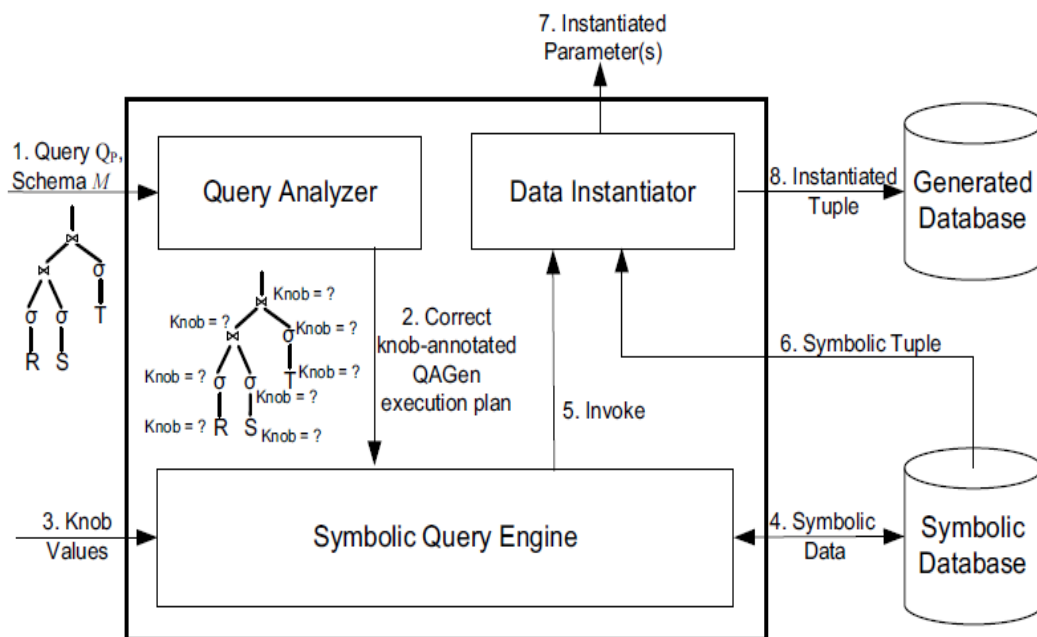 7. Instantiated
Parameter(s)
1. Query QP,
Schema M
Query Analyzer
Data Instantiator
8. Instantiated
Tuple
Generated
Database
⋈
⋈ σ
σ σ T
R S
⋈ Knob = ?
Knob = ? ⋈ σ Knob = ?
Knob = ? σ σ Knob = ? T Knob = ?
Knob = ? R S Knob = ?
2. Correct
knob-annotated
QAGen
execution plan
5. Invoke
6. Symbolic Tuple
3. Knob
Values
Symbolic Query Engine
4. Symbolic
Data
Symbolic
Database